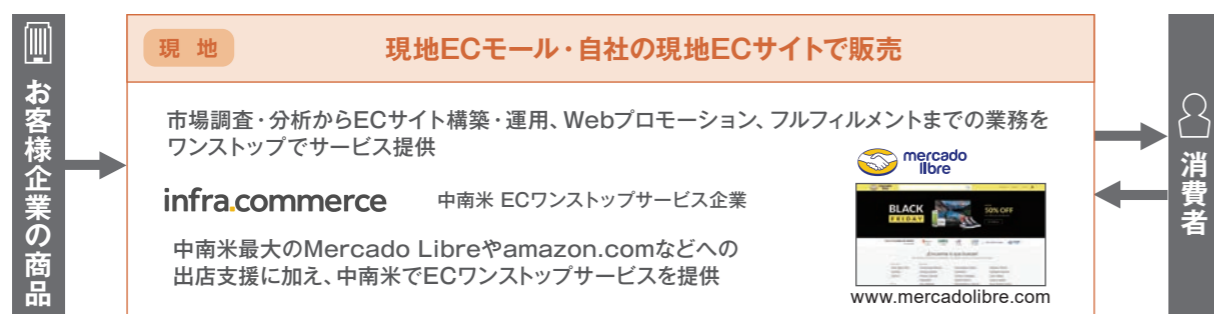 お客様企業の商品
現 地
現地ECモール・自社の現地ECサイトで販売
市場調査・分析からECサイト構築・運用、Webプロモーション、フルフィルメントまでの業務を
ワンストップでサービス提供
infra.commerce
中南米 ECワンストップサービス企業
中南米最大のMercado Libreやamazon.comなどへの
出店支援に加え、中南米でECワンストップサービスを提供
mercado
libre
BLACK
FRIDAY
50% OFF
www.mercadolibre.com
消費者